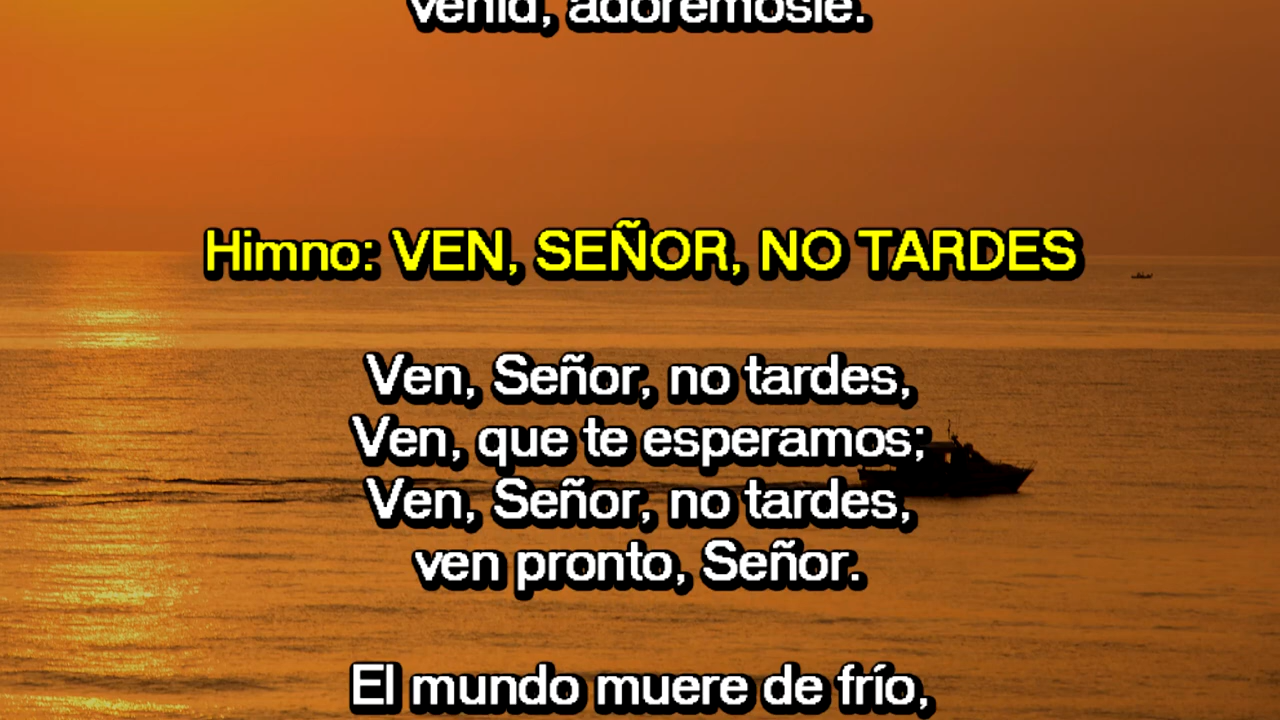 venid, adorémosle.
Himno: VEN, SEÑOR, NO TARDES
Ven, Señor, no tardes,
Ven, que te esperamos;
Ven, Señor, no tardes,
ven pronto, Señor.
El mundo muere de frío,